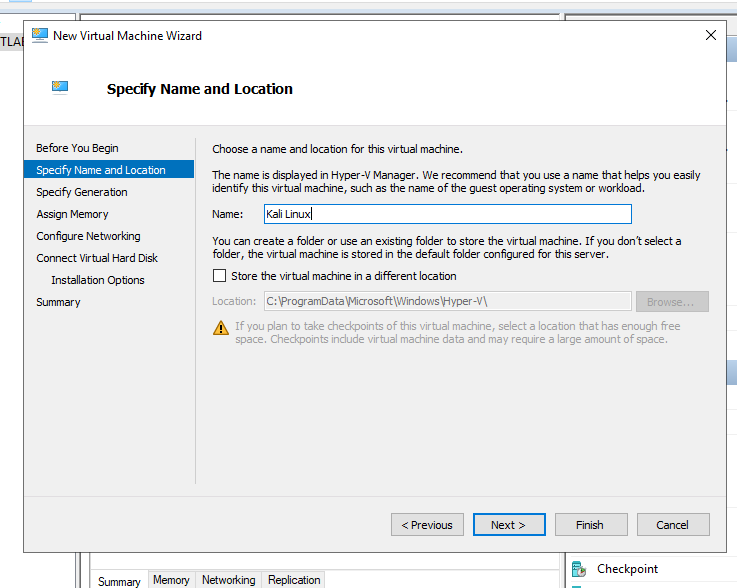 New Virtual Machine Wizard
TLAB
Specify Name and Location
Before You Begin
Specify Name and Location
Specify Generation
Assign Memory
Configure Networking
Connect Virtual Hard Disk
Installation Options
Summary
Choose a name and location for this virtual machine.
The name is displayed in Hyper-V Manager. We recommend that you use a name that helps you easily
identify this virtual machine, such as the name of the guest operating system or workload.
Name: Kali Linux
You can create a folder or use an existing folder to store the virtual machine. If you don't select a
folder, the virtual machine is stored in the default folder configured for this server.
Store the virtual machine in a different location
Location: C:\ProgramData\Microsoft\Windows\Hyper-V\ Browse...
If you plan to take checkpoints of this virtual machine, select a location that has enough free
space. Checkpoints include virtual machine data and may require a large amount of space.
< Previous Next > Finish Cancel
Summary Memory Networking Replication
Checkpoint